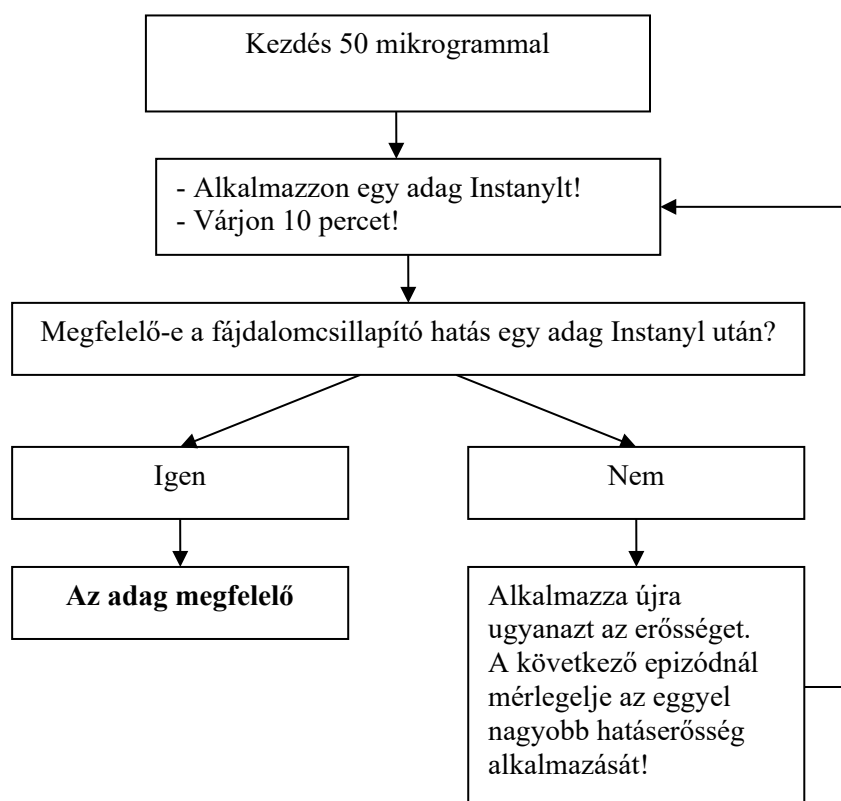 Kezdés 50 mikrogrammal
- Alkalmazzon egy adag Instanylt!
- Várjon 10 percet!
Megfelelő-e a fájdalomcsillapító hatás egy adag Instanyl után?
Igen
Nem
Az adag megfelelő
Alkalmazza újra
ugyanazt az erősséget.
A következő epizódnál
mérlegelje az eggyel
nagyobb hatáserősség
alkalmazását!